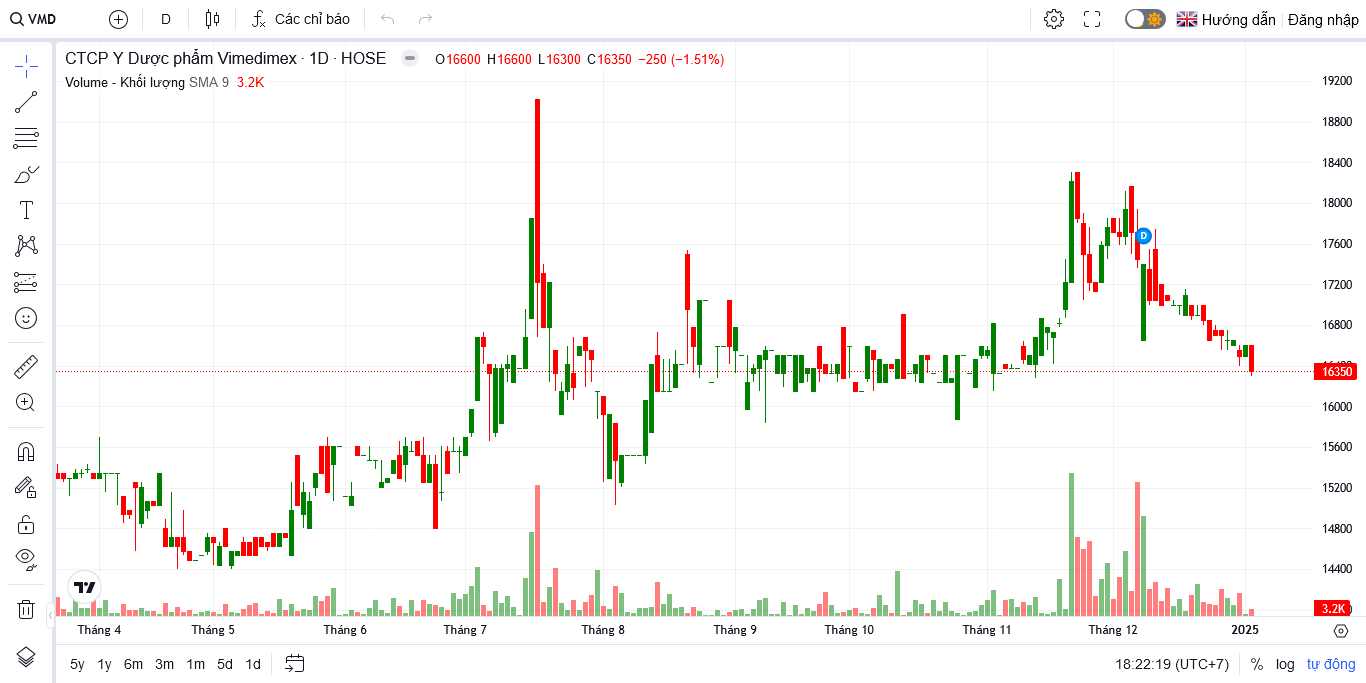 VMD D Các chỉ báo Hướng dẫn Đăng nhập
CTCP Y Dược phẩm Vimedimex · 1D · HOSE O16600 H16600 L16300 C16350 −250 (−1.51%)
Volume - Khối lượng SMA 9 3.2K
19200
18800
18400
18000
17600
D
17200
16800
16350
16000
15600
15200
14800
14400
3.2K
Tháng 4 Tháng 5 Tháng 6 Tháng 7 Tháng 8 Tháng 9 Tháng 10 Tháng 11 Tháng 12 2025
5y 1y 6m 3m 1m 5d 1d 18:22:19 (UTC+7) % log tự động